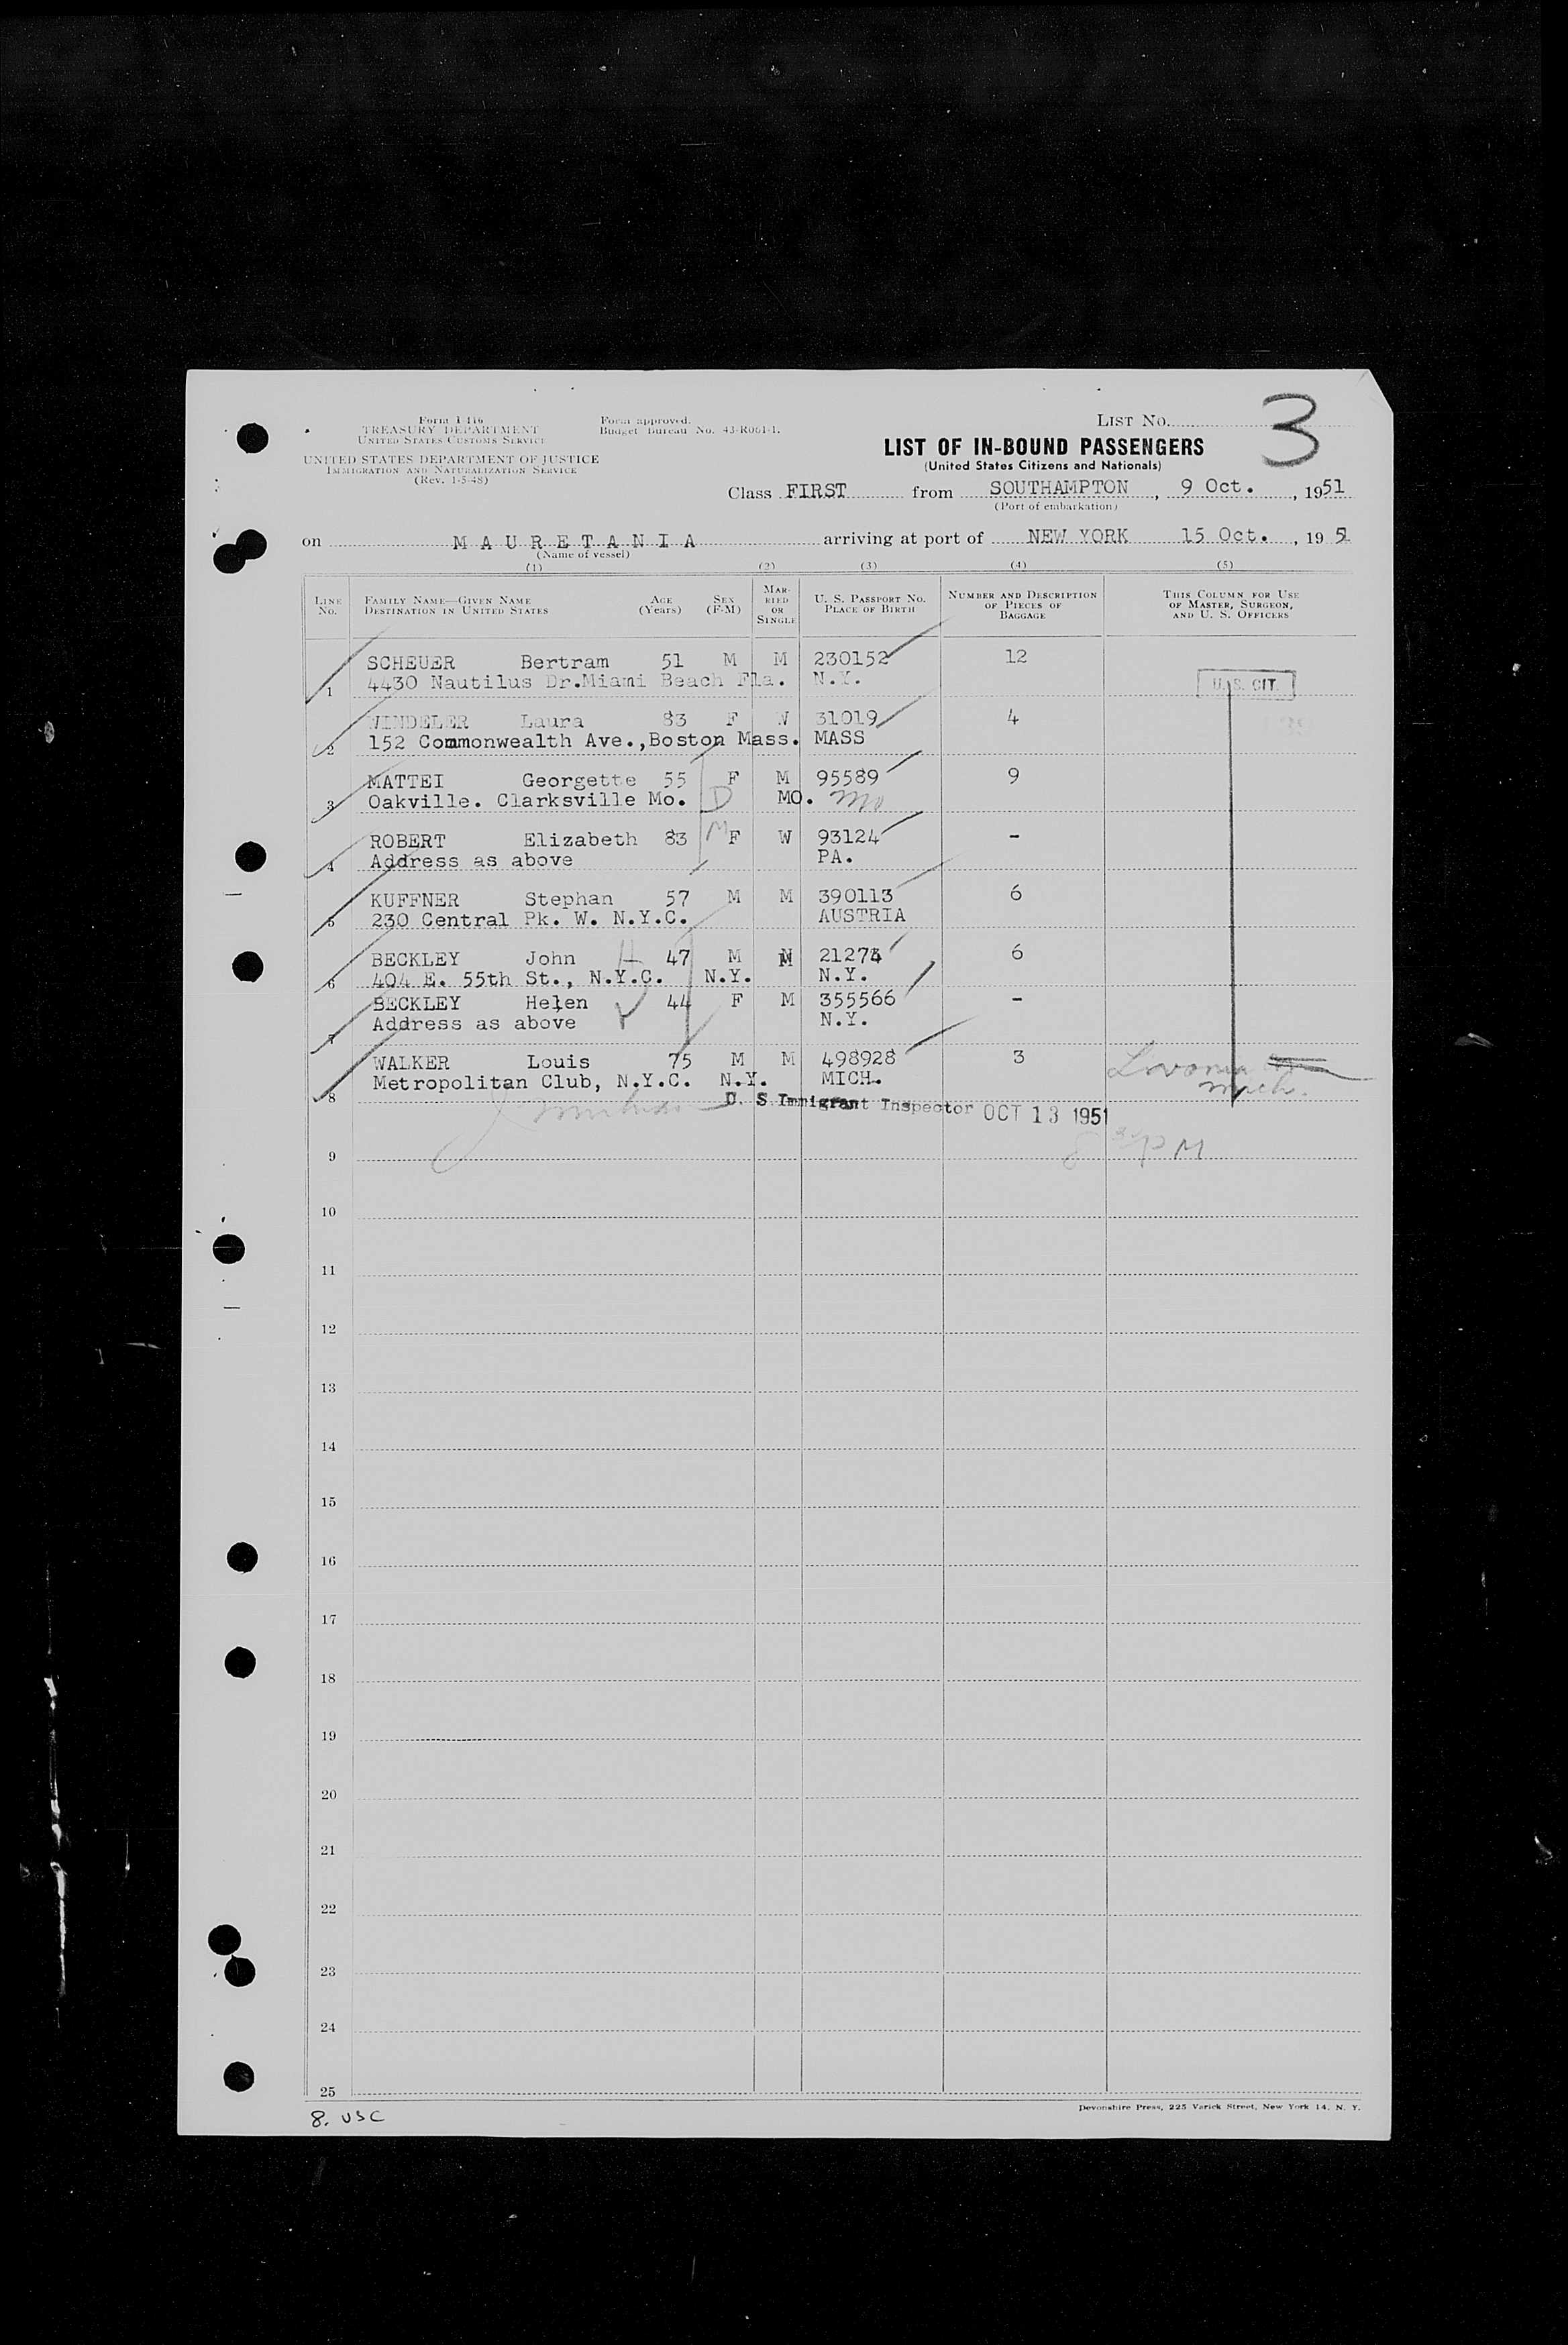 Form I 416
TREASURY DEPARTMENT
UNITED STATES CUSTOMS SERVICE
UNITED STATES DEPARTMENT OF JUSTICE
IMMIGRATION AND NATURALIZATION SERVICE
(Rev. 1-5-48)
Form approved.
Budget Bureau No. 43-R061-1.
LIST NO. 3
LIST OF IN-BOUND PASSENGERS
(United States Citizens and Nationals)
Class FIRST from SOUTHAMPTON, 9 Oct., 1951
(Port of embarkation)
on MAURETANIA arriving at port of NEW YORK 15 Oct., 19 51
(Name of vessel)
(1) (2) (3) (4) (5)
LINE NO.
FAMILY NAME—GIVEN NAME
DESTINATION IN UNITED STATES
AGE (Years)
SEX (F-M)
MARRIED OR SINGLE
U. S. PASSPORT NO.
PLACE OF BIRTH
NUMBER AND DESCRIPTION OF PIECES OF BAGGAGE
THIS COLUMN FOR USE OF MASTER, SURGEON, AND U. S. OFFICERS
1 SCHEUER Bertram 51 M M 230152 12
4430 Nautilus Dr.Miami Beach Fla. N.Y.
U. S. CIT.
2 WINDELER Laura 83 F W 31019 4
152 Commonwealth Ave.,Boston Mass. MASS
3 MATTEI Georgette 55 F M 95589 9
Oakville. Clarksville Mo. D MO. Mo
4 ROBERT Elizabeth 83 M F W 93124 -
Address as above PA.
5 KUFFNER Stephan 57 M M 390113 6
230 Central Pk. W. N.Y.C. AUSTRIA
6 BECKLEY John H 47 M M 21274 6
404 E. 55th St., N.Y.C. N.Y. N.Y.
7 BECKLEY Helen 44 F M 355566 -
Address as above N.Y.
8 WALKER Louis 75 M M 498928 3
Metropolitan Club, N.Y.C. N.Y. MICH.
Mich.
U. S Immigrant Inspector OCT 13 1951
9
10
11
12
13
14
15
16
17
18
19
20
21
22
23
24
25
8. USC
Devonshire Press, 225 Varick Street, New York 14, N. Y.